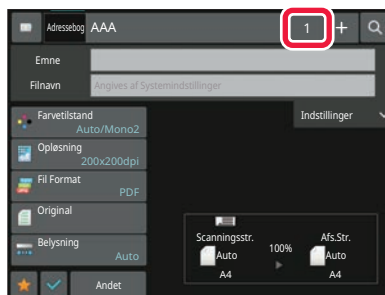 Adressebog AAA 1 +
Emne
Filnavn Angives af Systemindstillinger
Indstillinger
Farvetilstand
Auto/Mono2
Opløsning
200x200dpi
Fil Format
PDF
Original
Belysning
Auto
Andet
Scanningsstr. 100% Afs.Str.
Auto Auto
A4 A4